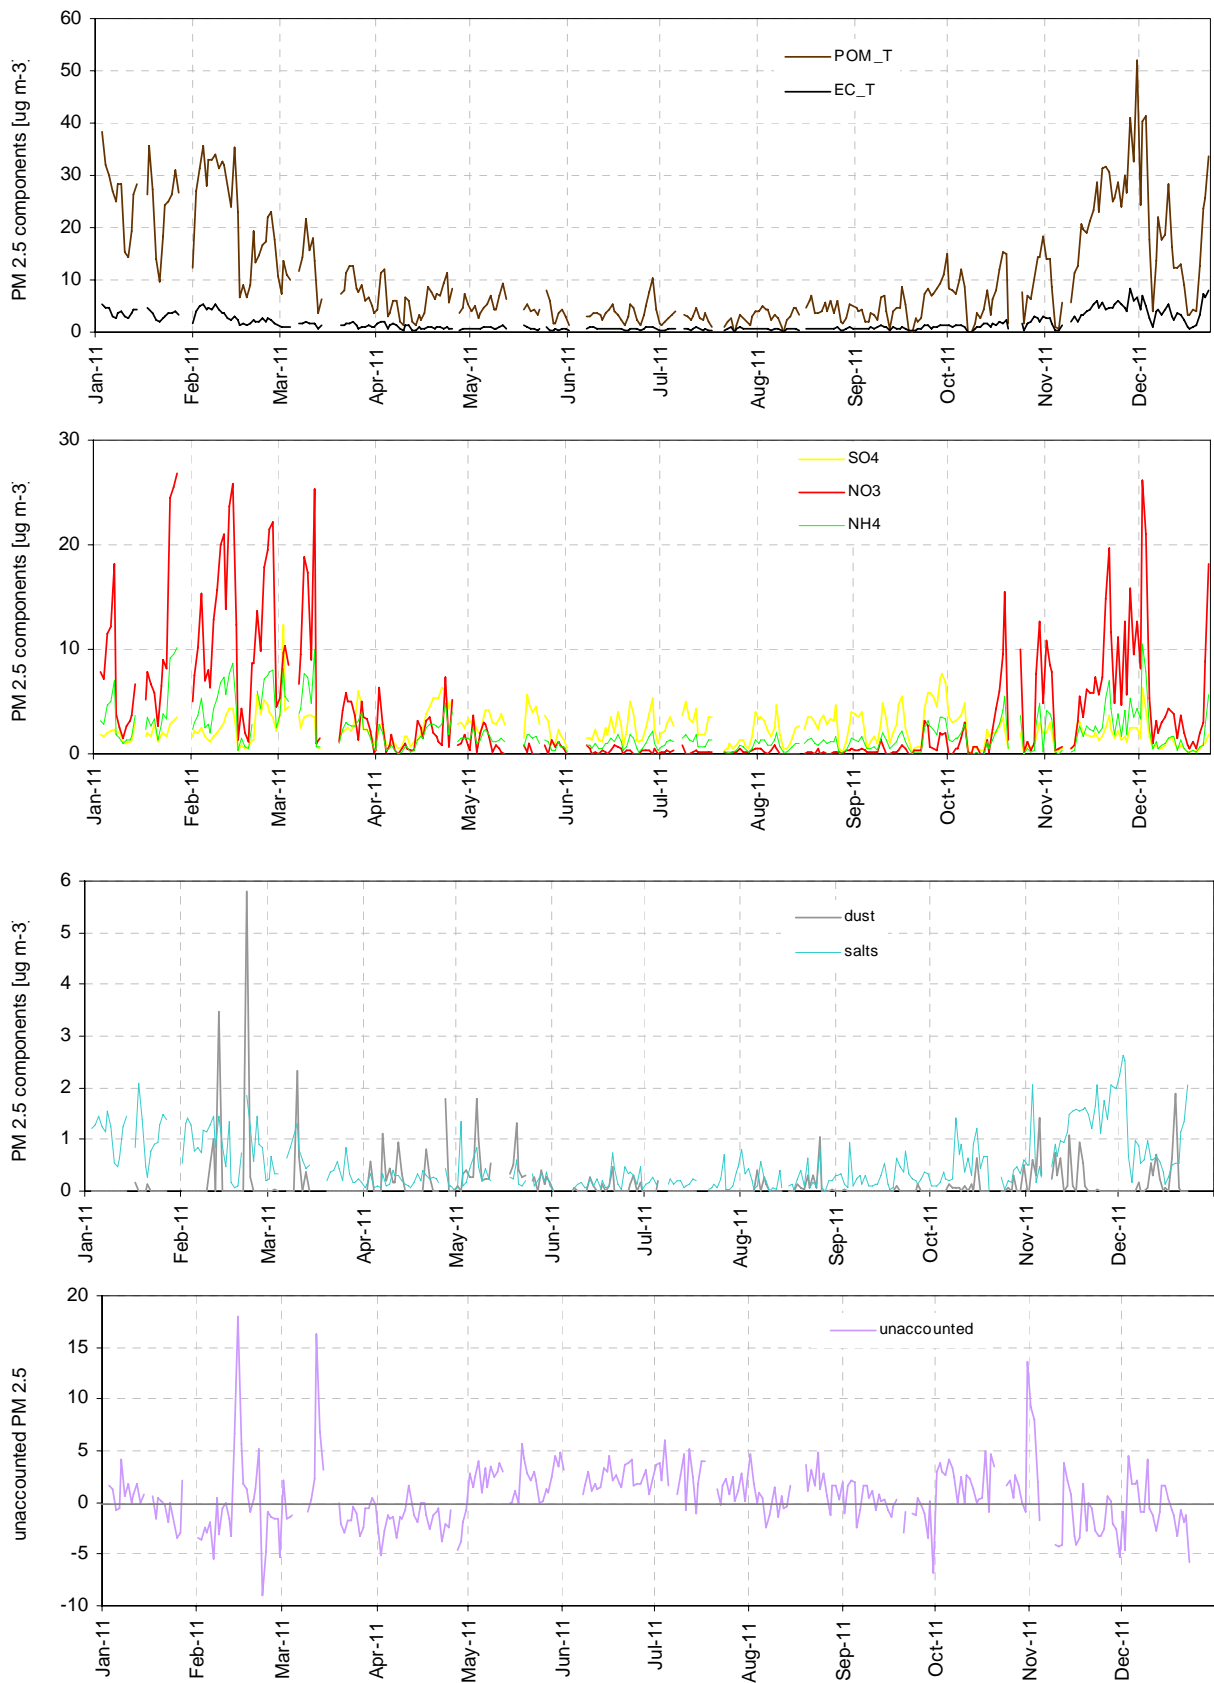 60
50
40
30
20
10
0
PM 2.5 components [ug m-3]
POM_T
EC_T
Jan-11
Feb-11
Mar-11
Apr-11
May-11
Jun-11
Jul-11
Aug-11
Sep-11
Oct-11
Nov-11
Dec-11
30
20
10
0
PM 2.5 components [ug m-3]
SO4
NO3
NH4
Jan-11
Feb-11
Mar-11
Apr-11
May-11
Jun-11
Jul-11
Aug-11
Sep-11
Oct-11
Nov-11
Dec-11
6
5
4
3
2
1
0
PM 2.5 components [ug m-3]
dust
salts
Jan-11
Feb-11
Mar-11
Apr-11
May-11
Jun-11
Jul-11
Aug-11
Sep-11
Oct-11
Nov-11
Dec-11
20
15
10
5
0
-5
-10
unaccounted PM 2.5
unaccounted
Jan-11
Feb-11
Mar-11
Apr-11
May-11
Jun-11
Jul-11
Aug-11
Sep-11
Oct-11
Nov-11
Dec-11